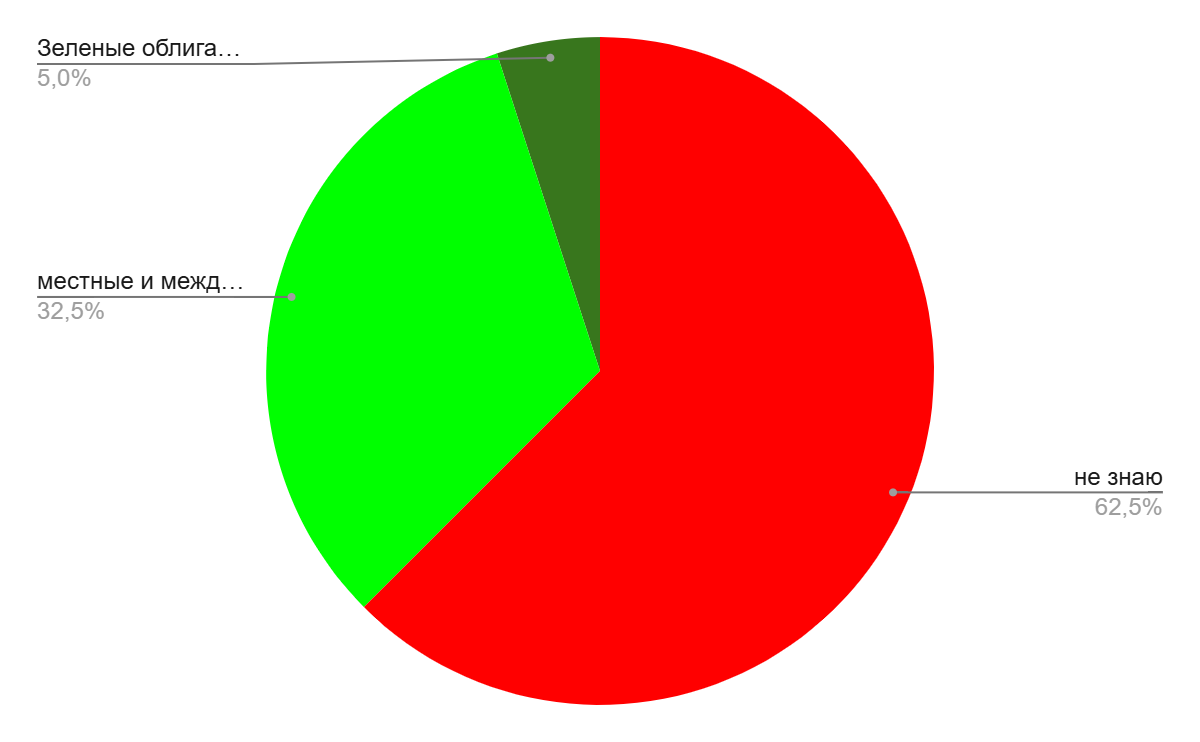 Зеленые облига…
5,0%
местные и межд…
32,5%
не знаю
62,5%